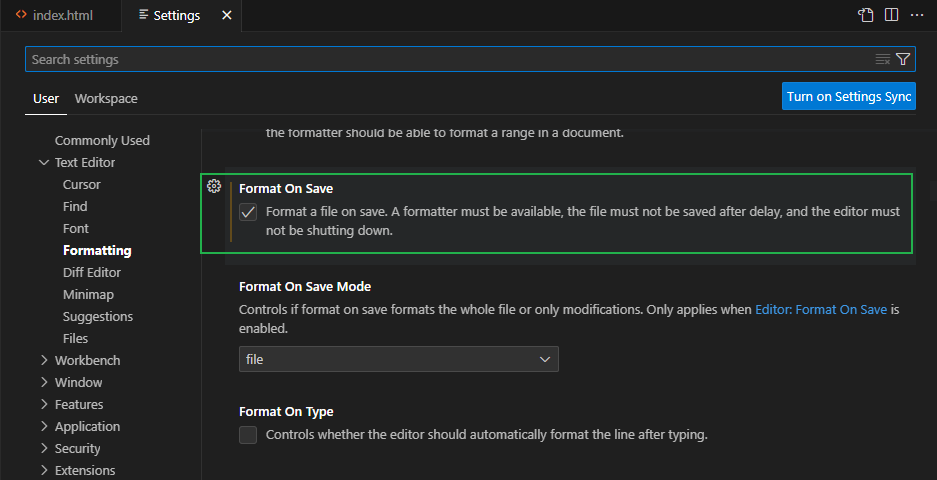 index.html
Settings
Search settings
User
Workspace
Turn on Settings Sync
Commonly Used
Text Editor
Cursor
Find
Font
Formatting
Diff Editor
Minimap
Suggestions
Files
Workbench
Window
Features
Application
Security
Extensions
the formatter should be able to format a range in a document.
Format On Save
Format a file on save. A formatter must be available, the file must not be saved after delay, and the editor must
not be shutting down.
Format On Save Mode
Controls if format on save formats the whole file or only modifications. Only applies when Editor: Format On Save is
enabled.
file
Format On Type
Controls whether the editor should automatically format the line after typing.